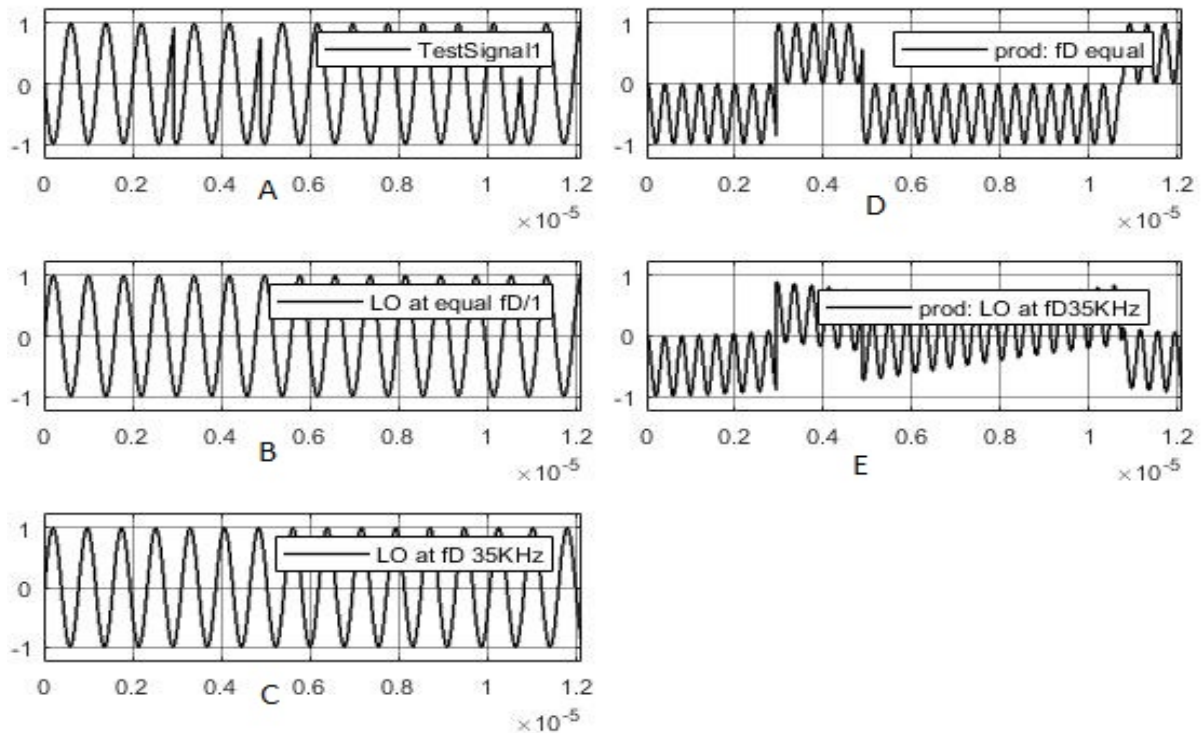 1
0
-1
TestSignal1
0 0.2 0.4 0.6 0.8 1 1.2
×10-5
A
1
0
-1
prod: fD equal
0 0.2 0.4 0.6 0.8 1 1.2
×10-5
D
1
0
-1
LO at equal fD/1
0 0.2 0.4 0.6 0.8 1 1.2
×10-5
B
1
0
-1
prod: LO at fD35KHz
0 0.2 0.4 0.6 0.8 1 1.2
×10-5
E
1
0
-1
LO at fD 35KHz
0 0.2 0.4 0.6 0.8 1 1.2
×10-5
C